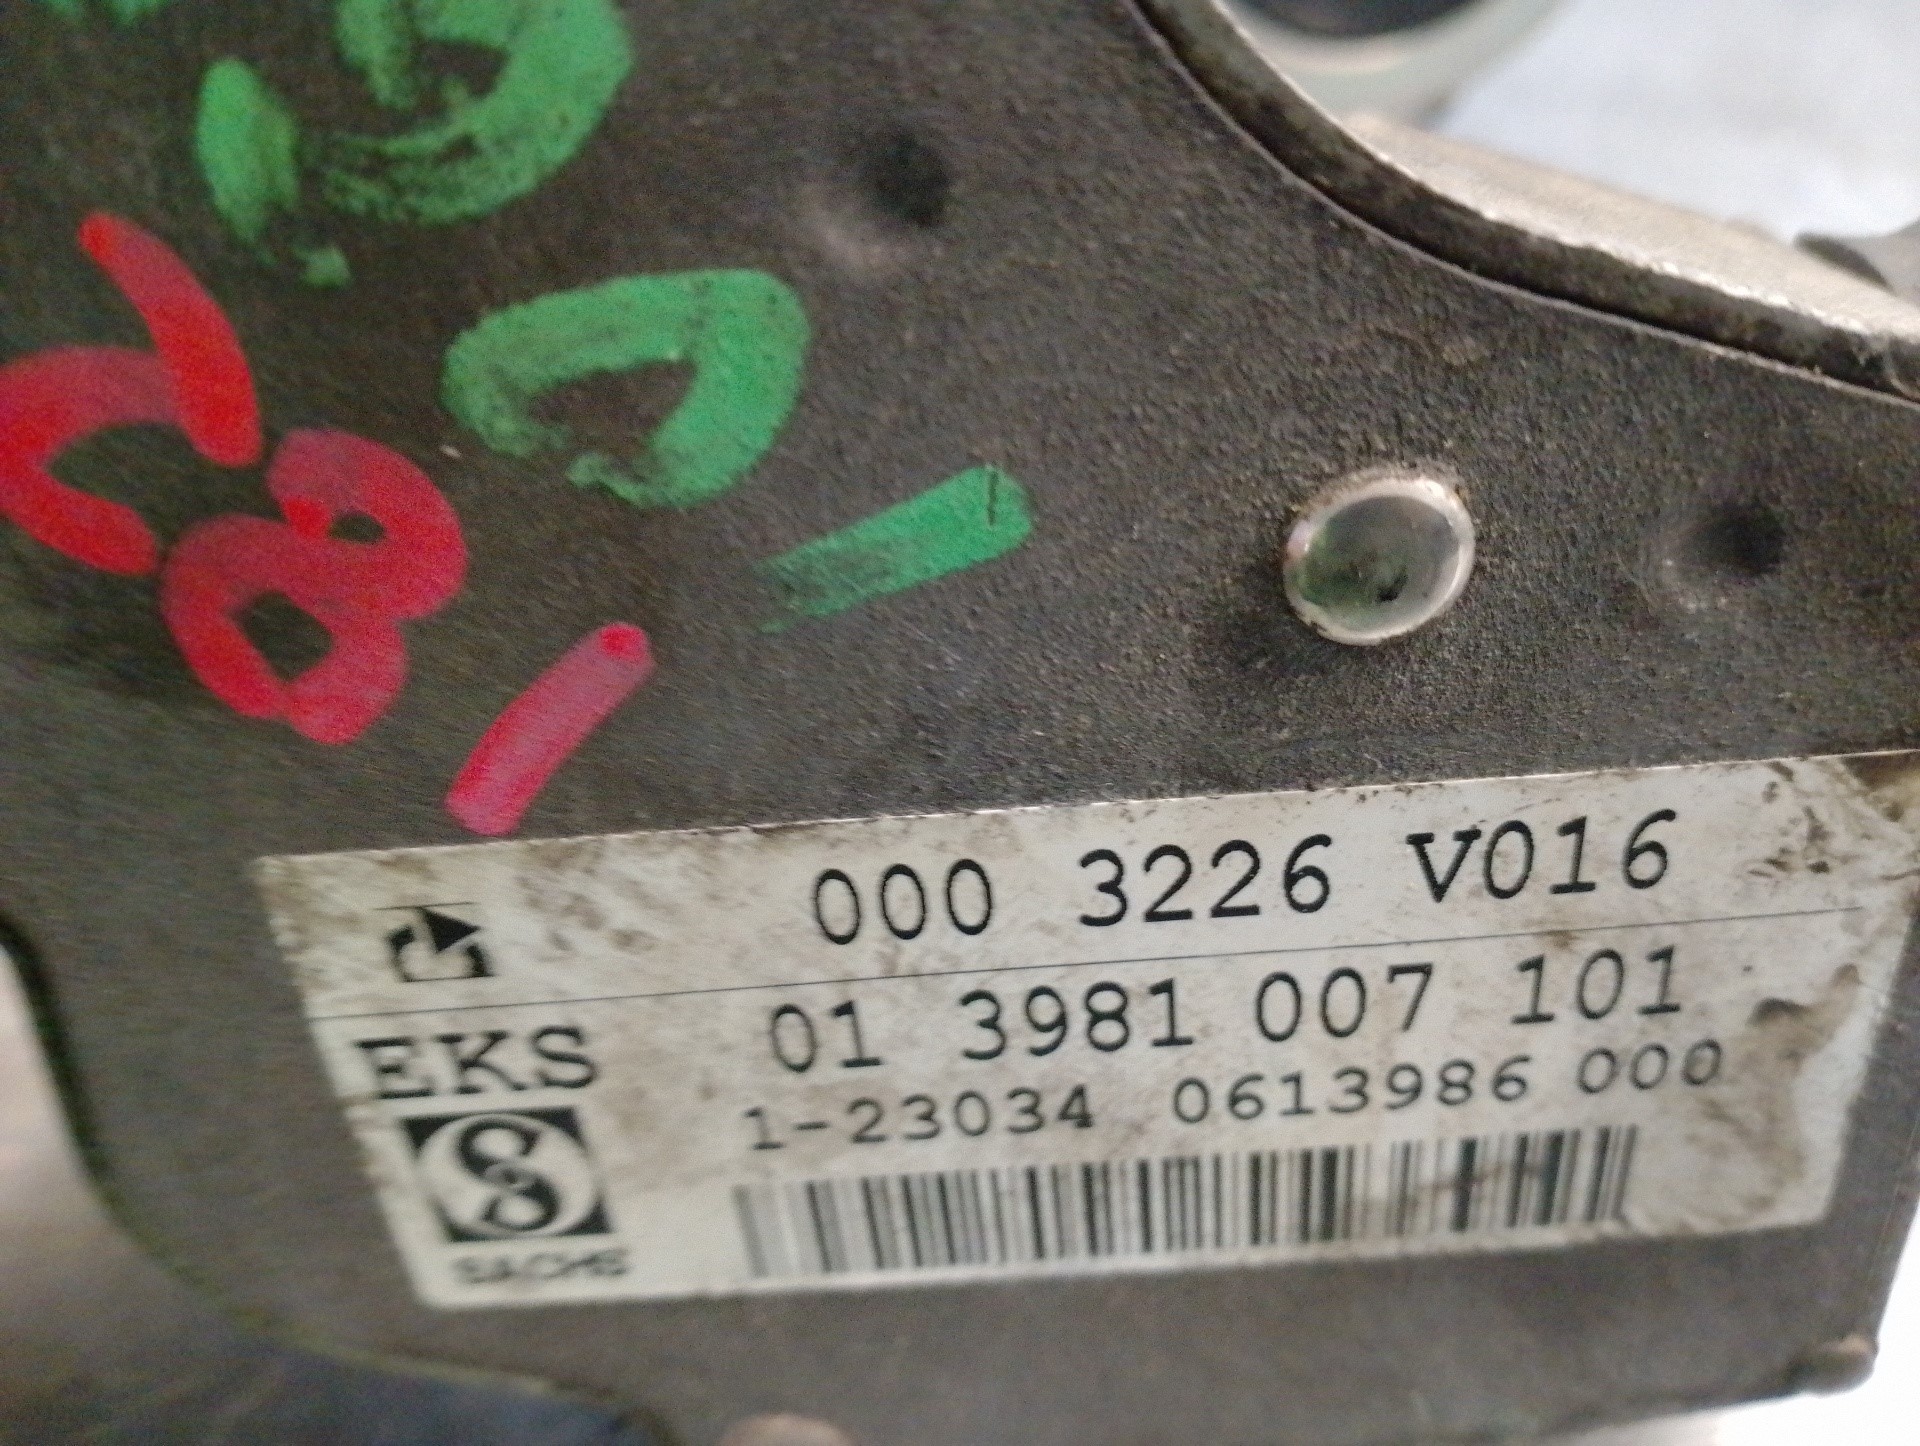 000 3226 V016
EKS 01 3981 007 101
1-23034 0613986 000
SACHS